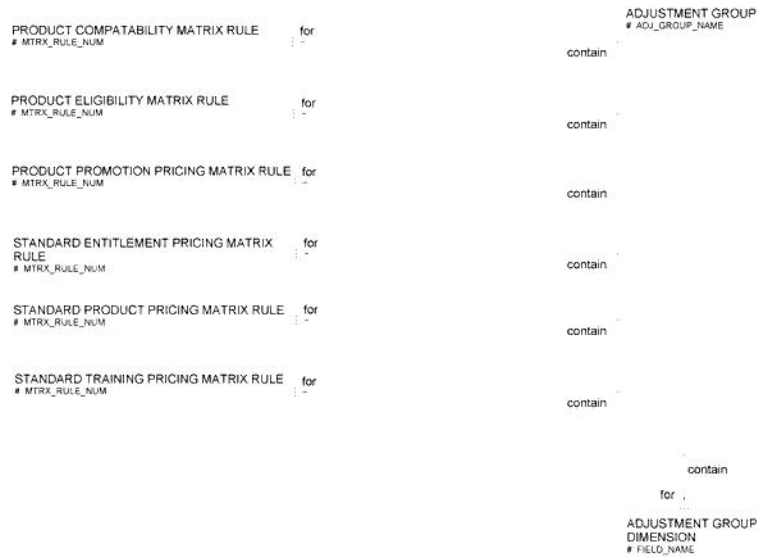 ADJUSTMENT GROUP
# ADJ_GROUP_NAME
PRODUCT COMPATABILITY MATRIX RULE for
# MTRX_RULE_NUM
contain
PRODUCT ELIGIBILITY MATRIX RULE for
# MTRX_RULE_NUM
contain
PRODUCT PROMOTION PRICING MATRIX RULE for
# MTRX_RULE_NUM
contain
STANDARD ENTITLEMENT PRICING MATRIX for
RULE
# MTRX_RULE_NUM
contain
STANDARD PRODUCT PRICING MATRIX RULE for
# MTRX_RULE_NUM
contain
STANDARD TRAINING PRICING MATRIX RULE for
# MTRX_RULE_NUM
contain
contain
for
ADJUSTMENT GROUP
DIMENSION
# FIELD_NAME